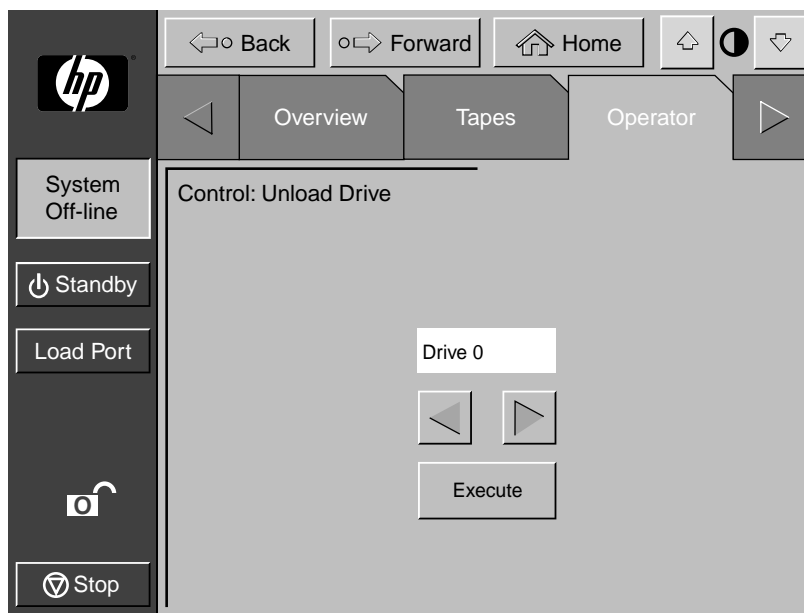 Back
Forward
Home
hp
Overview
Tapes
Operator
System
Off-line
Control: Unload Drive
Standby
Load Port
Drive 0
Execute
O
Stop